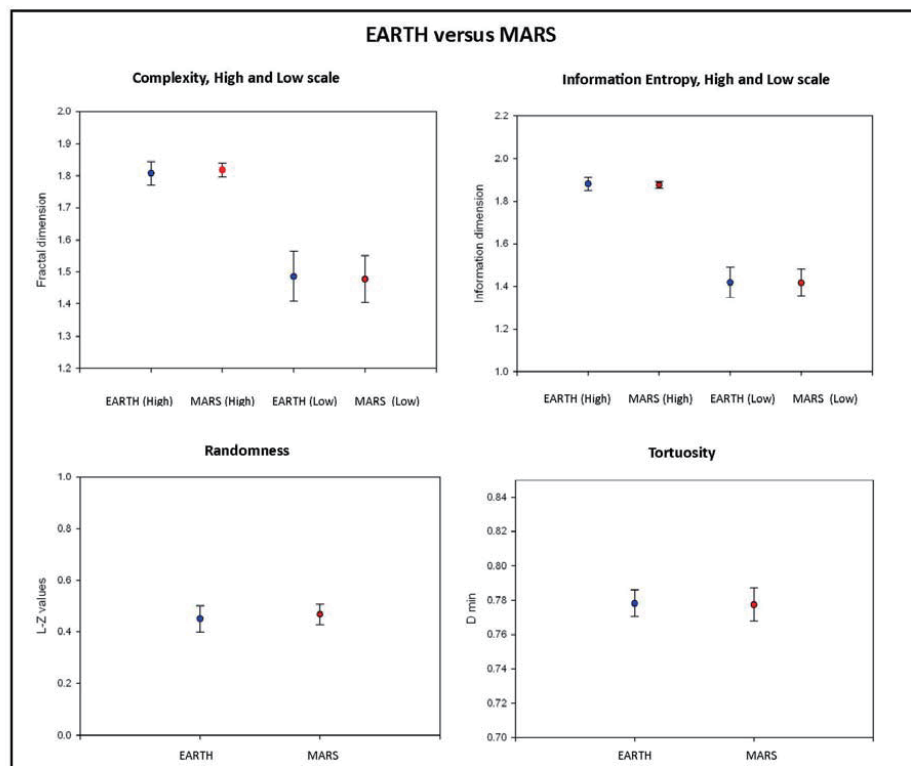 EARTH versus MARS
Complexity, High and Low scale
Fractal dimension
2.0
1.9
1.8
1.7
1.6
1.5
1.4
1.3
1.2
EARTH (High) MARS (High) EARTH (Low) MARS (Low)
Information Entropy, High and Low scale
Information dimension
2.2
2.0
1.8
1.6
1.4
1.2
1.0
EARTH (High) MARS (High) EARTH (Low) MARS (Low)
Randomness
L-Z values
1.0
0.8
0.6
0.4
0.2
0.0
EARTH MARS
Tortuosity
D min
0.84
0.82
0.80
0.78
0.76
0.74
0.72
0.70
EARTH MARS